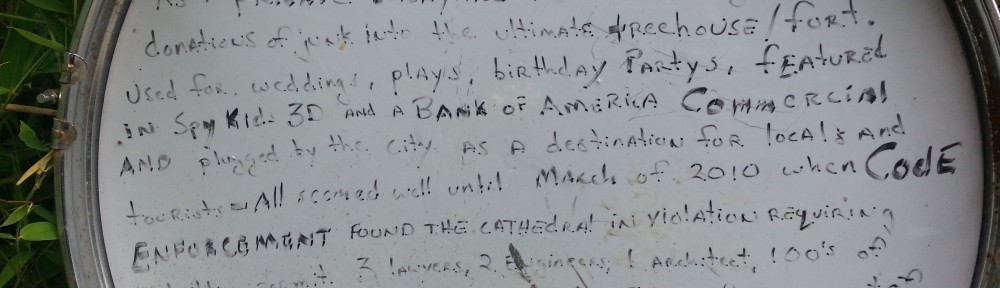 donations of junk into the ultimate treehouse/fort.
Used for weddings, plays, birthday Partys, featured
in Spy Kids 3D and a Bank of America Commercial
and plugged by the city as a destination for locals and
tourists - All seemed well until March of 2010 when Code
Enforcement found the cathedral in violation requiring
permit. 3 lawyers, 2 Engineers, 1 Architect, 100's of